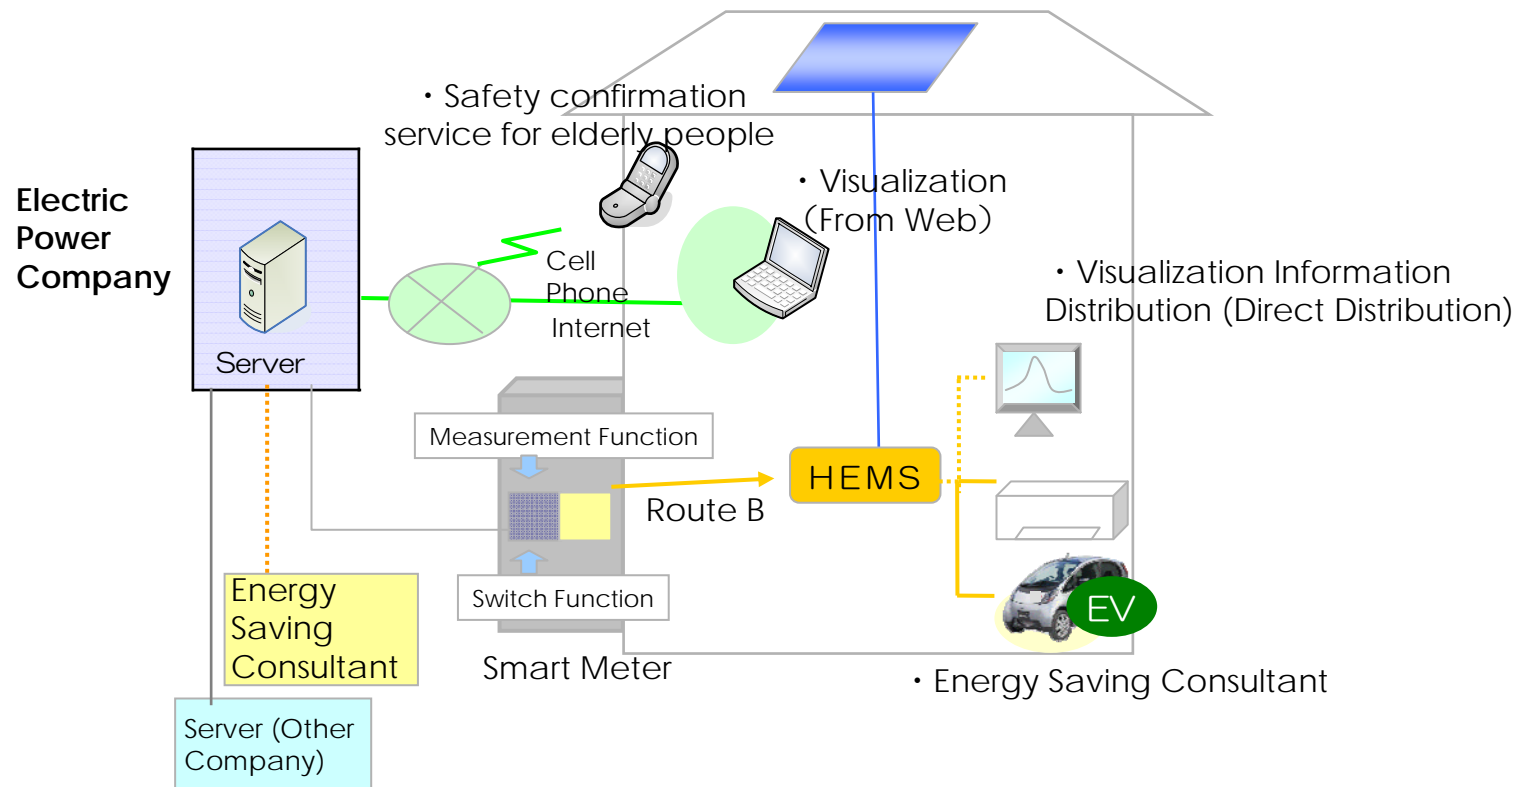 ・Safety confirmation
service for elderly people
Electric
Power
Company
Server
Cell
Phone
Internet
・Visualization
(From Web)
・Visualization Information
Distribution (Direct Distribution)
Measurement Function
Switch Function
Smart Meter
Route B
HEMS
EV
・Energy Saving Consultant
Energy
Saving
Consultant
Server (Other
Company)